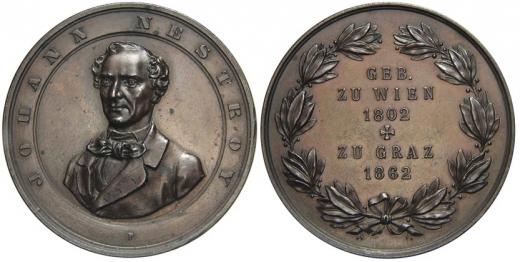 JOHANN NESTROY
GEB.
ZU WIEN
1802
✠
ZU GRAZ
1862